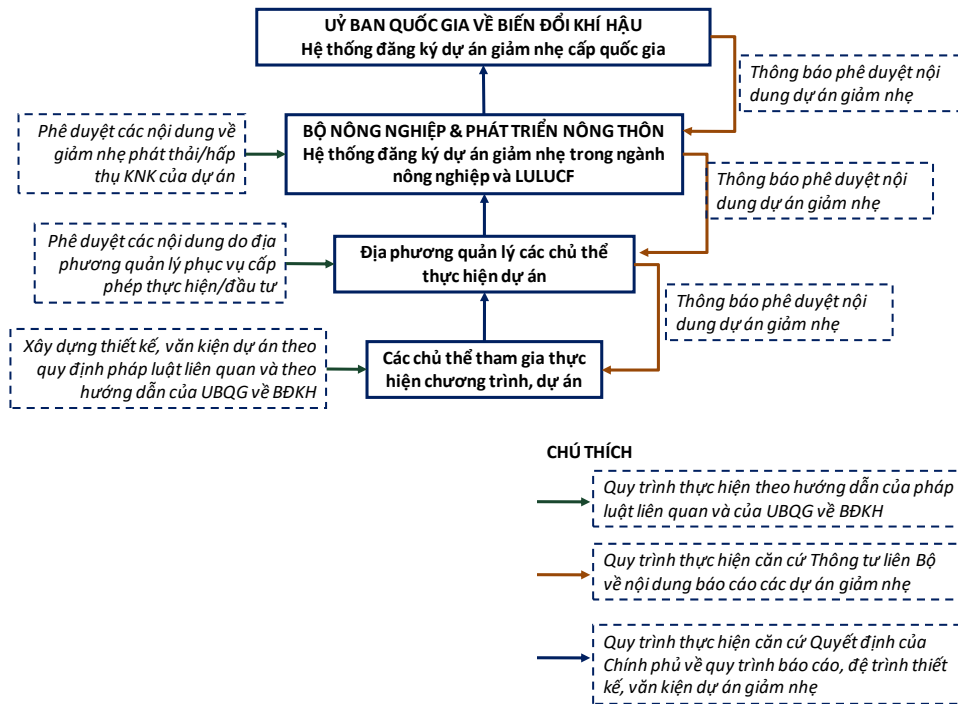 UỶ BAN QUỐC GIA VỀ BIẾN ĐỔI KHÍ HẬU
Hệ thống đăng ký dự án giảm nhẹ cấp quốc gia
Thông báo phê duyệt nội
dung dự án giảm nhẹ
Phê duyệt các nội dung về
giảm nhẹ phát thải/hấp
thụ KNK của dự án
BỘ NÔNG NGHIỆP & PHÁT TRIỂN NÔNG THÔN
Hệ thống đăng ký dự án giảm nhẹ trong ngành
nông nghiệp và LULUCF
Thông báo phê duyệt nội
dung dự án giảm nhẹ
Phê duyệt các nội dung do địa
phương quản lý phục vụ cấp
phép thực hiện/đầu tư
Địa phương quản lý các chủ thể
thực hiện dự án
Thông báo phê duyệt nội
dung dự án giảm nhẹ
Xây dựng thiết kế, văn kiện dự án theo
quy định pháp luật liên quan và theo
hướng dẫn của UBQG về BĐKH
Các chủ thể tham gia thực
hiện chương trình, dự án
CHÚ THÍCH
Quy trình thực hiện theo hướng dẫn của pháp
luật liên quan và của UBQG về BĐKH
Quy trình thực hiện căn cứ Thông tư liên Bộ
về nội dung báo cáo các dự án giảm nhẹ
Quy trình thực hiện căn cứ Quyết định của
Chính phủ về quy trình báo cáo, đệ trình thiết
kế, văn kiện dự án giảm nhẹ